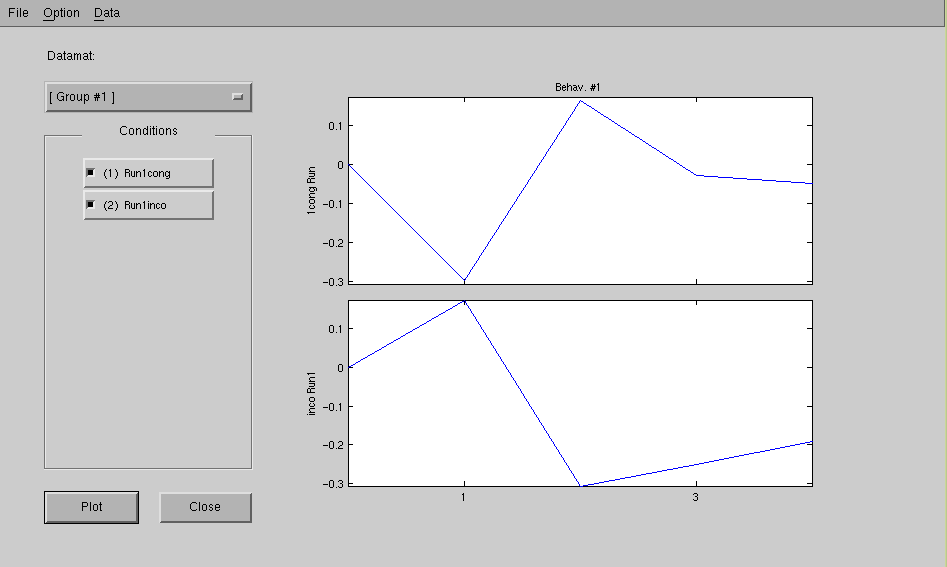 File Option Data
Datamat:
[ Group #1 ]
Conditions
(1) Run1cong
(2) Run1inco
Plot
Close
Behav. #1
1cong Run
0.1
0
-0.1
-0.2
-0.3
inco Run1
0.1
0
-0.1
-0.2
-0.3
1 3